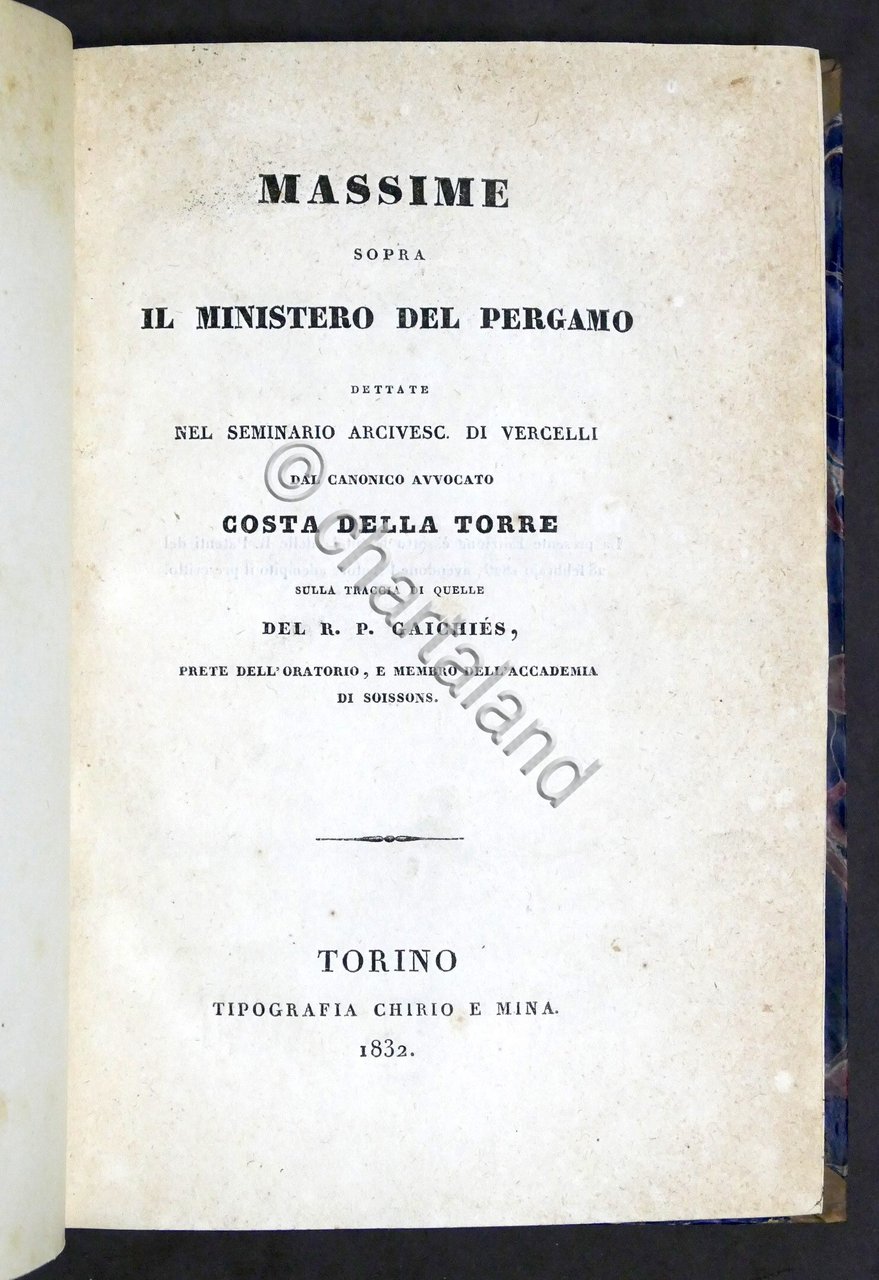 MASSIME
SOPRA
IL MINISTERO DEL PERGAMO
DETTATE
NEL SEMINARIO ARCIVESC. DI VERCELLI
DAL CANONICO AVVOCATO
COSTA DELLA TORRE
SULLA TRACCIA DI QUELLE
DEL R. P. GAICHIÉS,
PRETE DELL'ORATORIO, E MEMBRO DELL'ACCADEMIA
DI SOISSONS.
TORINO
TIPOGRAFIA CHIRIO E MINA.
1832.
© chartaland